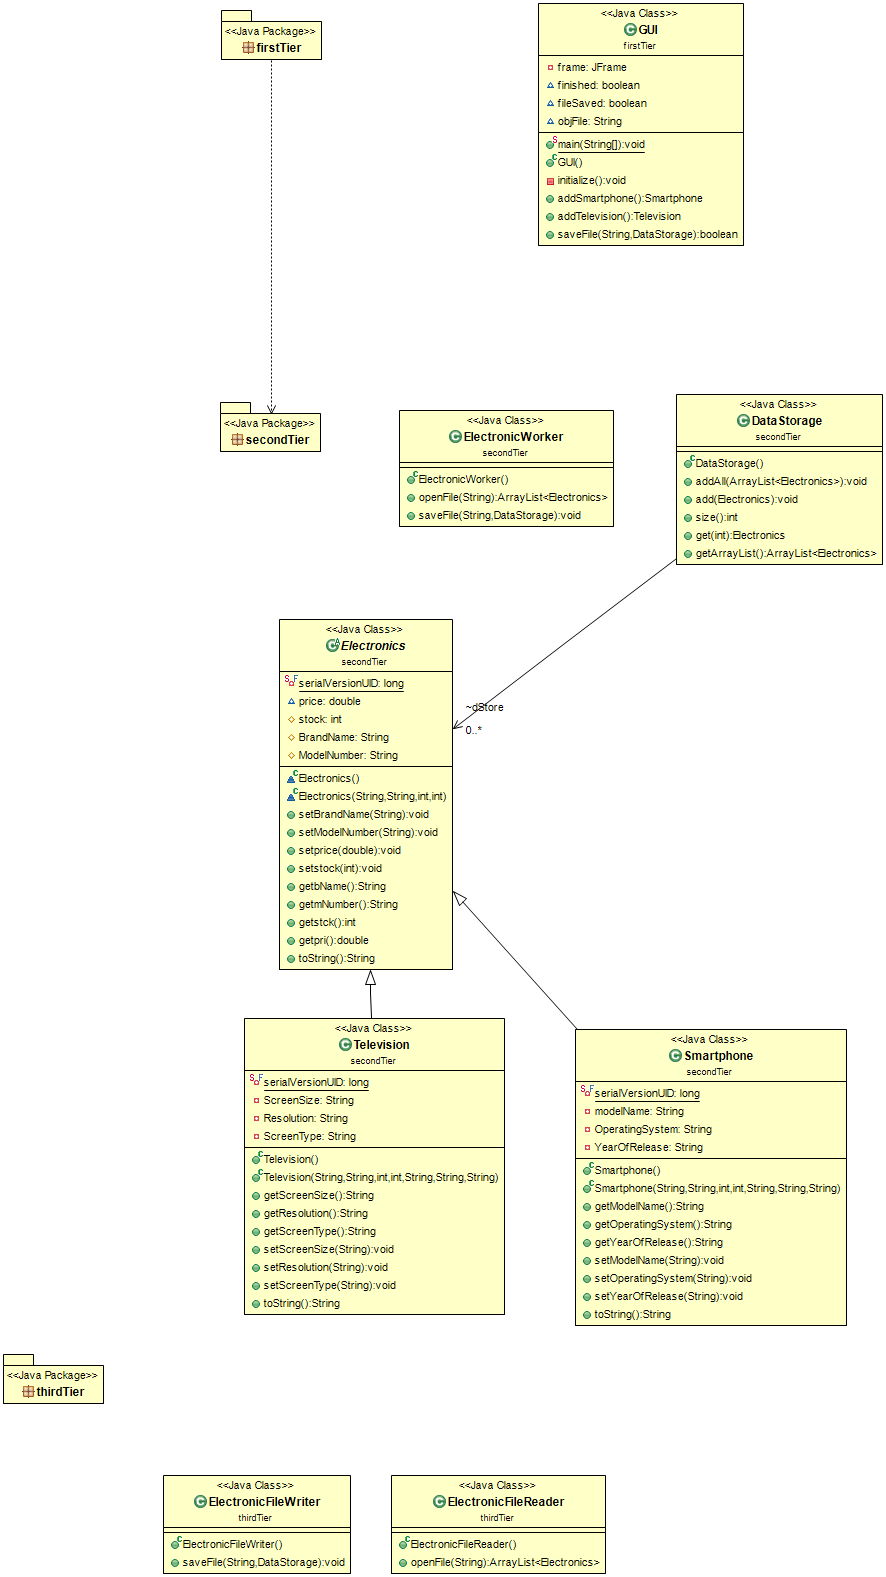 <<Java Package>>
firstTier
<<Java Class>>
GUI
firstTier
frame: JFrame
finished: boolean
fileSaved: boolean
objFile: String
main(String[]):void
GUI()
initialize():void
addSmartphone():Smartphone
addTelevision():Television
saveFile(String,DataStorage):boolean
<<Java Package>>
secondTier
<<Java Class>>
ElectronicWorker
secondTier
ElectronicWorker()
openFile(String):ArrayList<Electronics>
saveFile(String,DataStorage):void
<<Java Class>>
DataStorage
secondTier
DataStorage()
addAll(ArrayList<Electronics>):void
add(Electronics):void
size():int
get(int):Electronics
getArrayList():ArrayList<Electronics>
~dStore
0..*
<<Java Class>>
Electronics
secondTier
serialVersionUID: long
price: double
stock: int
BrandName: String
ModelNumber: String
Electronics()
Electronics(String,String,int,int)
setBrandName(String):void
setModelNumber(String):void
setprice(double):void
setstock(int):void
getbName():String
getmNumber():String
getstck():int
getpri():double
toString():String
<<Java Class>>
Television
secondTier
serialVersionUID: long
ScreenSize: String
Resolution: String
ScreenType: String
Television()
Television(String,String,int,int,String,String,String)
getScreenSize():String
getResolution():String
getScreenType():String
setScreenSize(String):void
setResolution(String):void
setScreenType(String):void
toString():String
<<Java Class>>
Smartphone
secondTier
serialVersionUID: long
modelName: String
OperatingSystem: String
YearOfRelease: String
Smartphone()
Smartphone(String,String,int,int,String,String,String)
getModelName():String
getOperatingSystem():String
getYearOfRelease():String
setModelName(String):void
setOperatingSystem(String):void
setYearOfRelease(String):void
toString():String
<<Java Package>>
thirdTier
<<Java Class>>
ElectronicFileWriter
thirdTier
ElectronicFileWriter()
saveFile(String,DataStorage):void
<<Java Class>>
ElectronicFileReader
thirdTier
ElectronicFileReader()
openFile(String):ArrayList<Electronics>